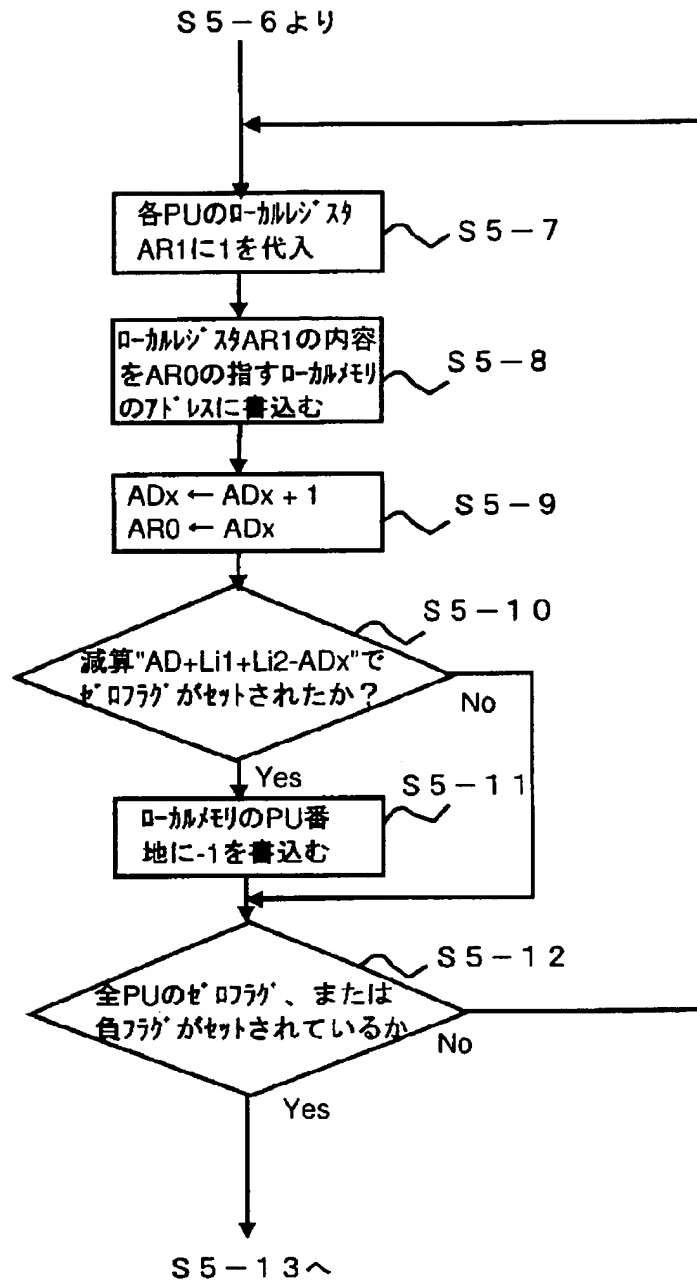 S5-6より
各PUのﾛｰｶﾙﾚｼﾞｽﾀ
AR1に1を代入
S5-7
ﾛｰｶﾙﾚｼﾞｽﾀAR1の内容
をAR0の指すﾛｰｶﾙﾒﾓﾘ
のｱﾄﾞﾚｽに書込む
S5-8
ADx ← ADx + 1
AR0 ← ADx
S5-9
S5-10
減算"AD+Li1+Li2-ADx"で
ｾﾞﾛﾌﾗｸﾞがｾｯﾄされたか？
No
Yes
S5-11
ﾛｰｶﾙﾒﾓﾘのPU番
地に-1を書込む
S5-12
全PUのｾﾞﾛﾌﾗｸﾞ、または
負ﾌﾗｸﾞがｾｯﾄされているか
No
Yes
S5-13へ